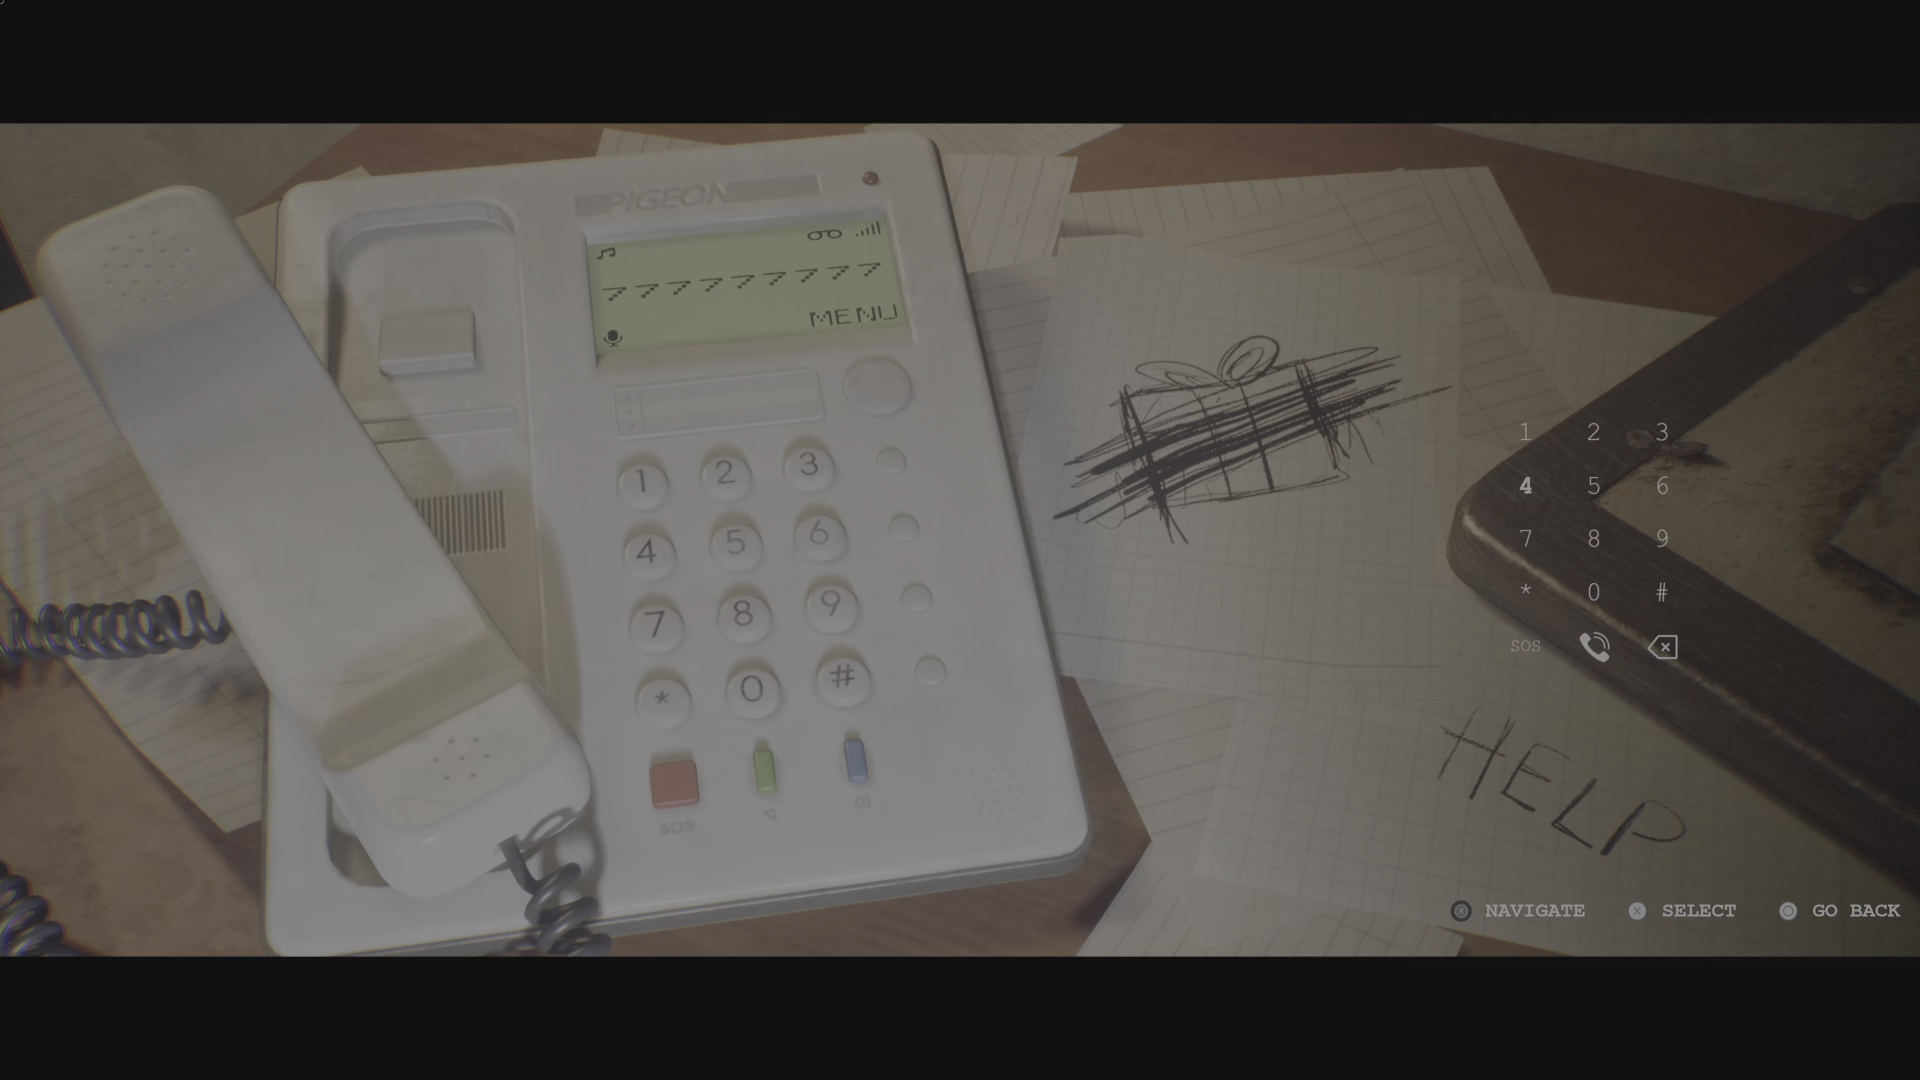 PIGEON
777777777
MENU
1 2 3
4 5 6
7 8 9
* 0 #
SOS
1 2 3
4 5 6
7 8 9
* 0 #
SOS
HELP
NAVIGATE SELECT GO BACK